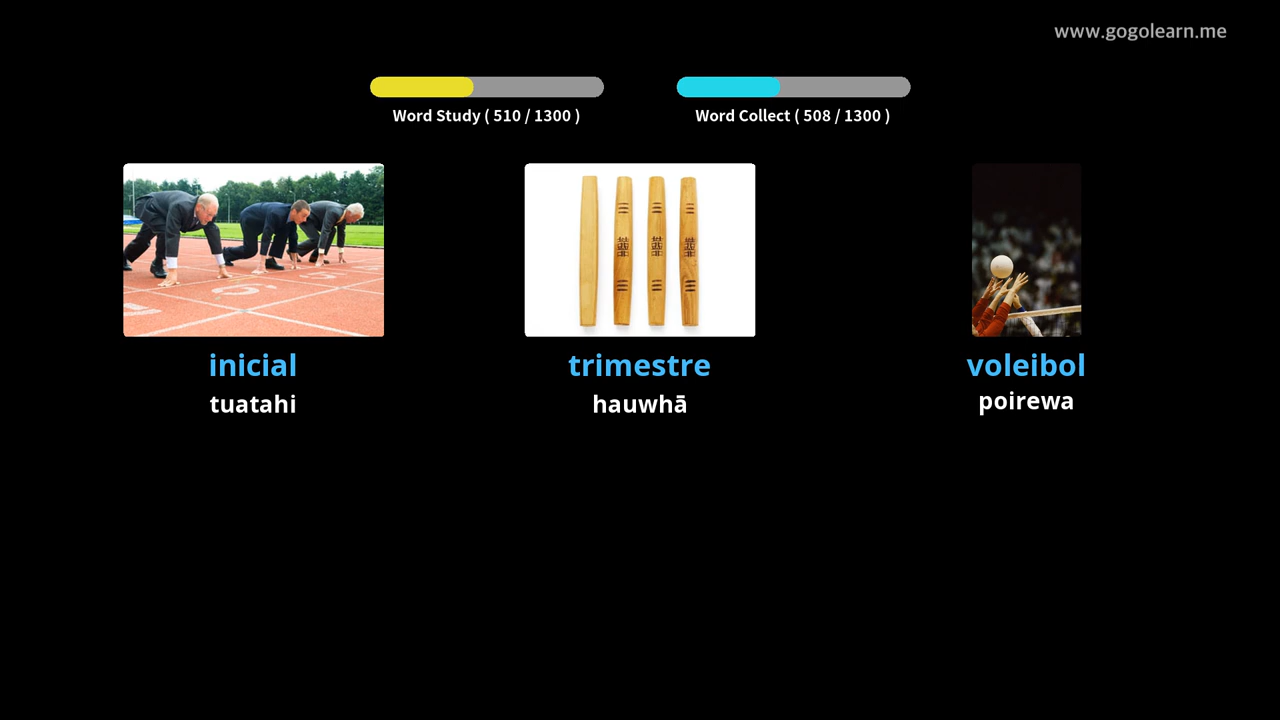 www.gogolearn.me
Word Study ( 510 / 1300 )
Word Collect ( 508 / 1300 )
inicial
tuatahi
trimestre
hauwhā
voleibol
poirewa